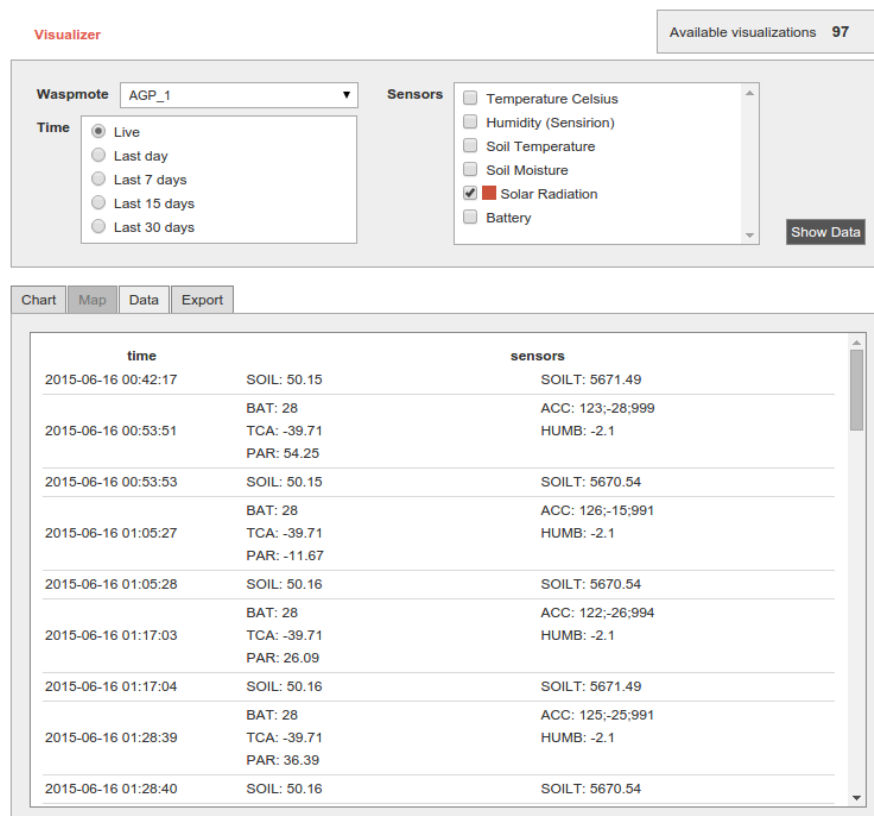 Visualizer
Available visualizations 97
Waspmote AGP_1
Sensors
Temperature Celsius
Humidity (Sensirion)
Soil Temperature
Soil Moisture
Solar Radiation
Battery
Time
Live
Last day
Last 7 days
Last 15 days
Last 30 days
Show Data
Chart Map Data Export
time sensors
2015-06-16 00:42:17 SOIL: 50.15 SOILT: 5671.49
BAT: 28 ACC: 123;-28;999
2015-06-16 00:53:51 TCA: -39.71 HUMB: -2.1
PAR: 54.25
2015-06-16 00:53:53 SOIL: 50.15 SOILT: 5670.54
BAT: 28 ACC: 126;-15;991
2015-06-16 01:05:27 TCA: -39.71 HUMB: -2.1
PAR: -11.67
2015-06-16 01:05:28 SOIL: 50.16 SOILT: 5670.54
BAT: 28 ACC: 122;-26;994
2015-06-16 01:17:03 TCA: -39.71 HUMB: -2.1
PAR: 26.09
2015-06-16 01:17:04 SOIL: 50.16 SOILT: 5671.49
BAT: 28 ACC: 125;-25;991
2015-06-16 01:28:39 TCA: -39.71 HUMB: -2.1
PAR: 36.39
2015-06-16 01:28:40 SOIL: 50.16 SOILT: 5670.54